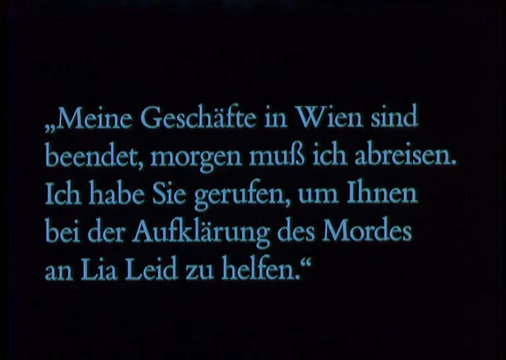 „Meine Geschäfte in Wien sind
beendet, morgen muß ich abreisen.
Ich habe Sie gerufen, um Ihnen
bei der Aufklärung des Mordes
an Lia Leid zu helfen.“